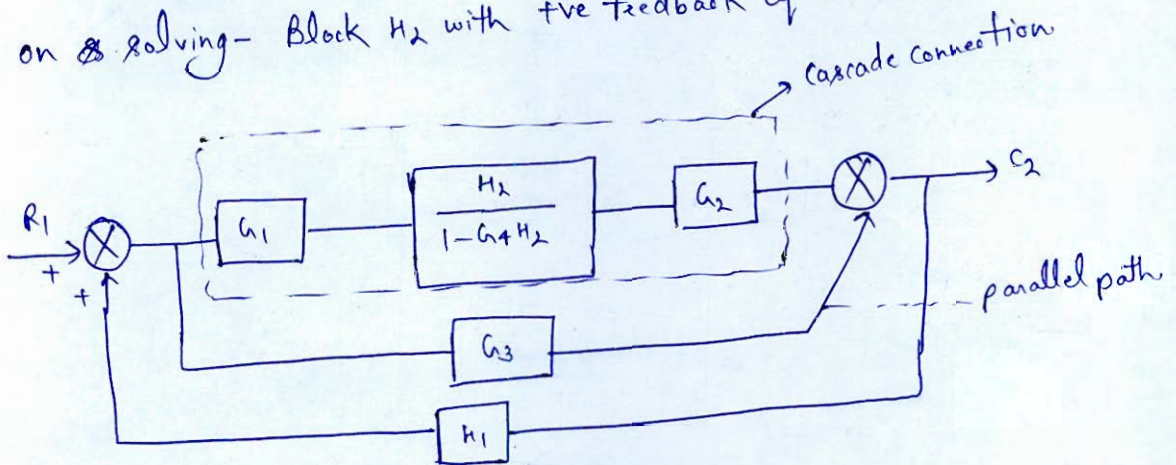 on solving- Block H2 with +ve feedback of
cascade connection
R1
+
+
G1
H2
1-G4H2
G2
C2
parallel path
G3
H1